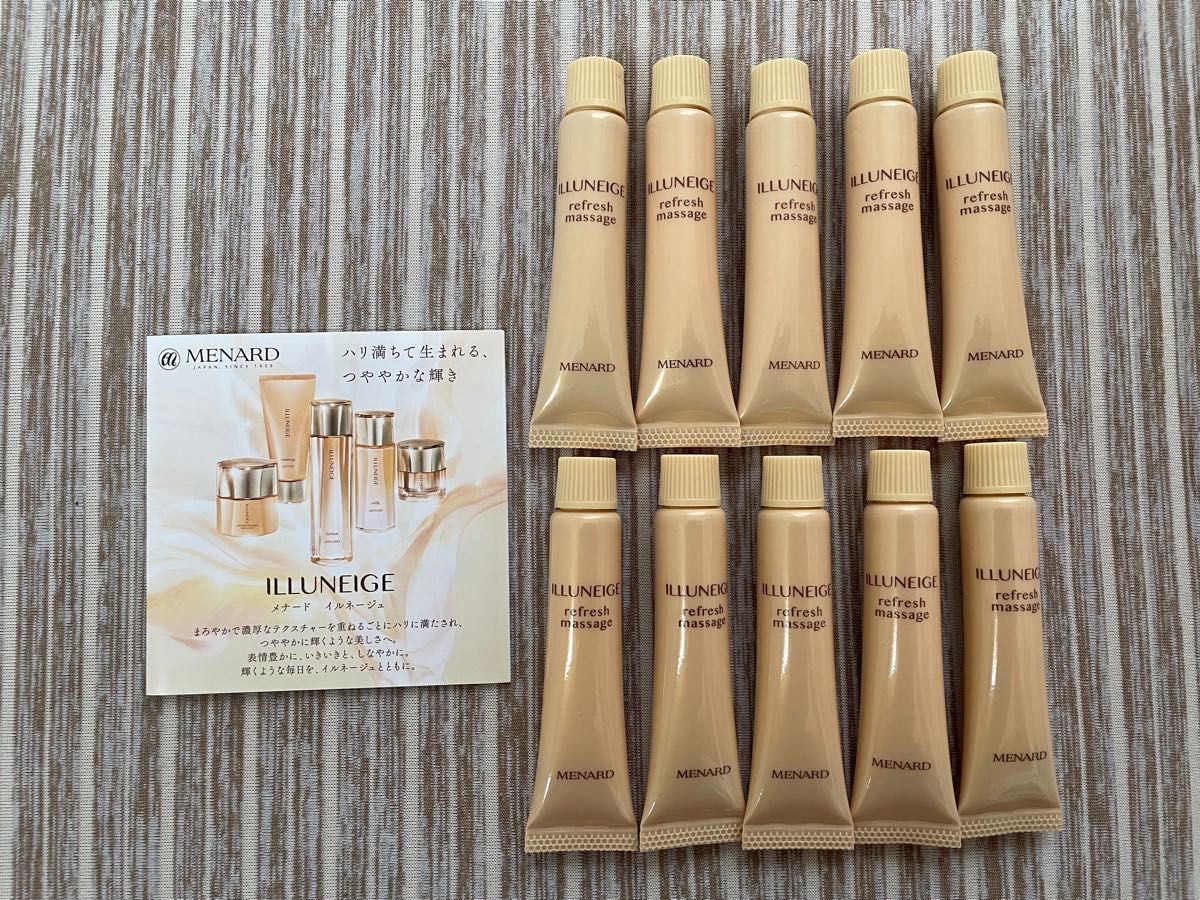 MENARD
JAPAN, SINCE 1959
ハリ満ちて生まれる、
つややかな輝き
ILLUNEIGE
ILLUNEIGE
ILLUNEIGE
lotion
MENARD
milk
MENARD
ILLUNEIGE
メナード イルネージュ
まろやかで濃厚なテクスチャーを重ねるごとにハリに満たされ、
つややかに輝くような美しさへ。
表情豊かに、いきいきと、しなやかに。
輝くような毎日を、イルネージュとともに。
ILLUNEIGE
refresh
massage
MENARD
ILLUNEIGE
refresh
massage
MENARD
ILLUNEIGE
refresh
massage
MENARD
ILLUNEIGE
refresh
massage
MENARD
ILLUNEIGE
refresh
massage
MENARD
ILLUNEIGE
refresh
massage
MENARD
ILLUNEIGE
refresh
massage
MENARD
ILLUNEIGE
refresh
massage
MENARD
ILLUNEIGE
refresh
massage
MENARD
ILLUNEIGE
refresh
massage
MENARD